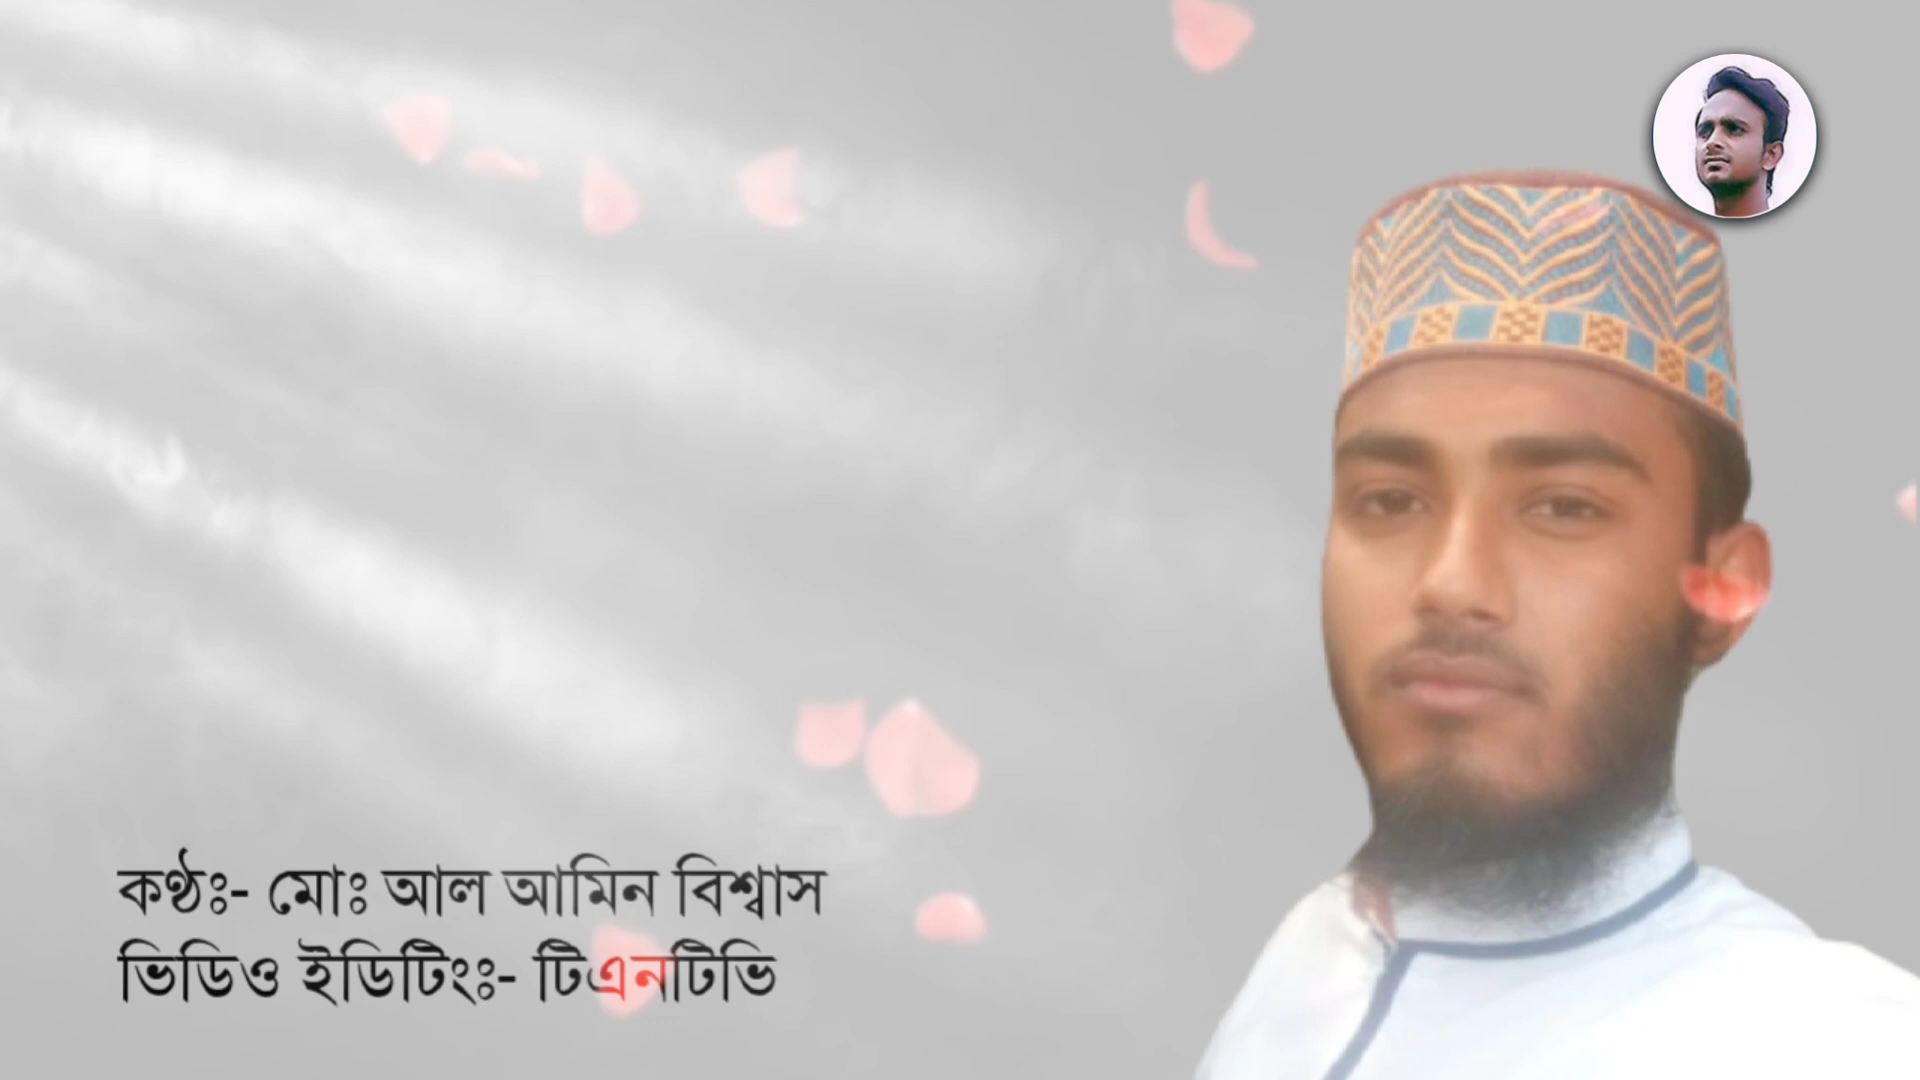 কণ্ঠঃ- মোঃ আল আমিন বিশ্বাস
ভিডিও ইডিটিংঃ- টিএনটিভি